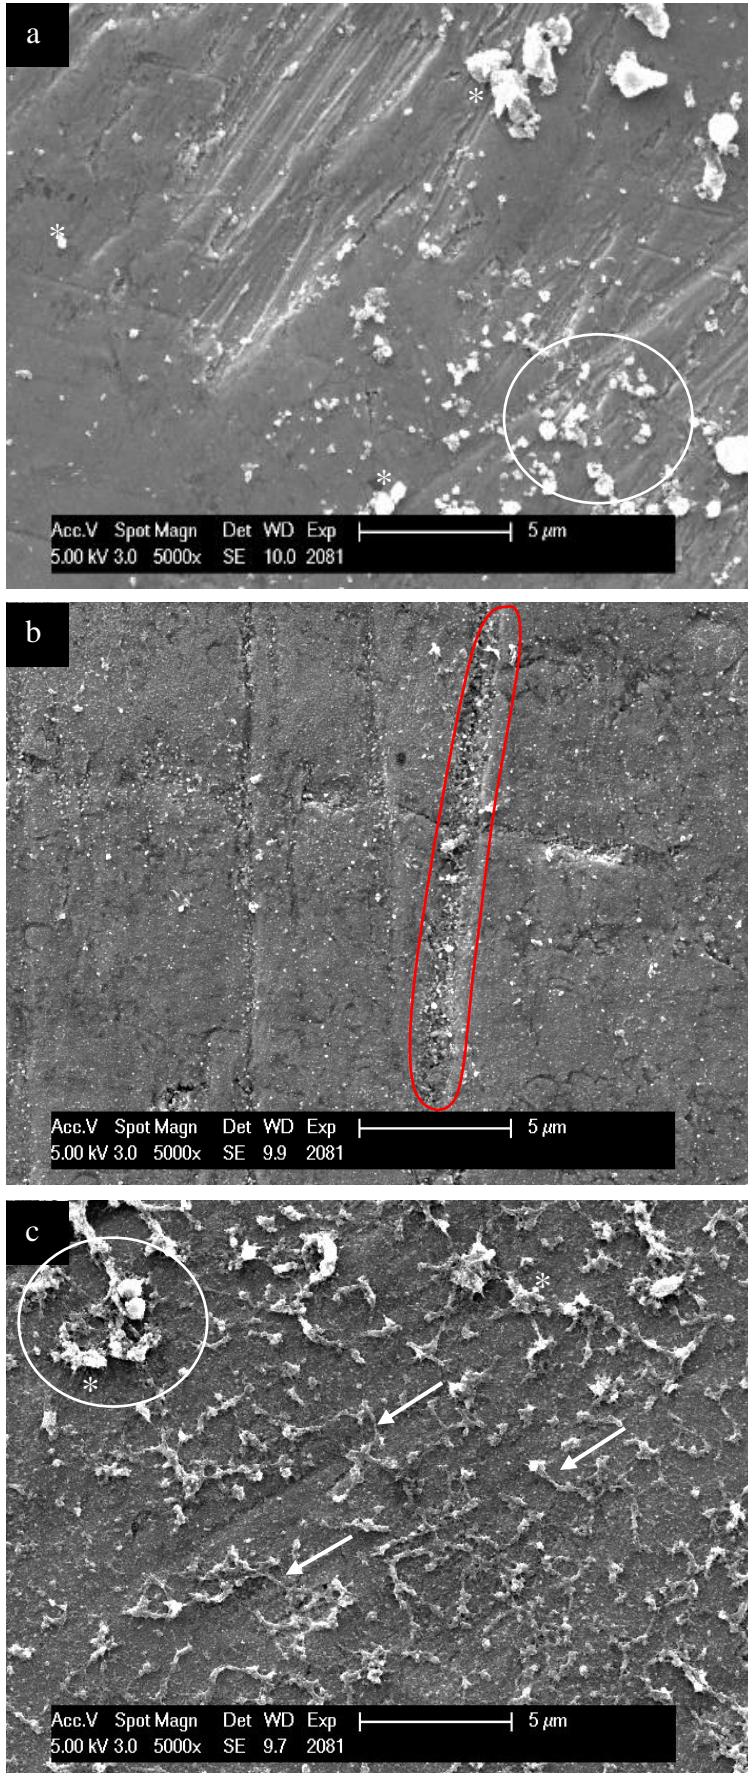 a
*
*
*
Acc.V Spot Magn Det WD Exp 5 μm
5.00 kV 3.0 5000x SE 10.0 2081
b
Acc.V Spot Magn Det WD Exp 5 μm
5.00 kV 3.0 5000x SE 9.9 2081
c
*
*
Acc.V Spot Magn Det WD Exp 5 μm
5.00 kV 3.0 5000x SE 9.7 2081